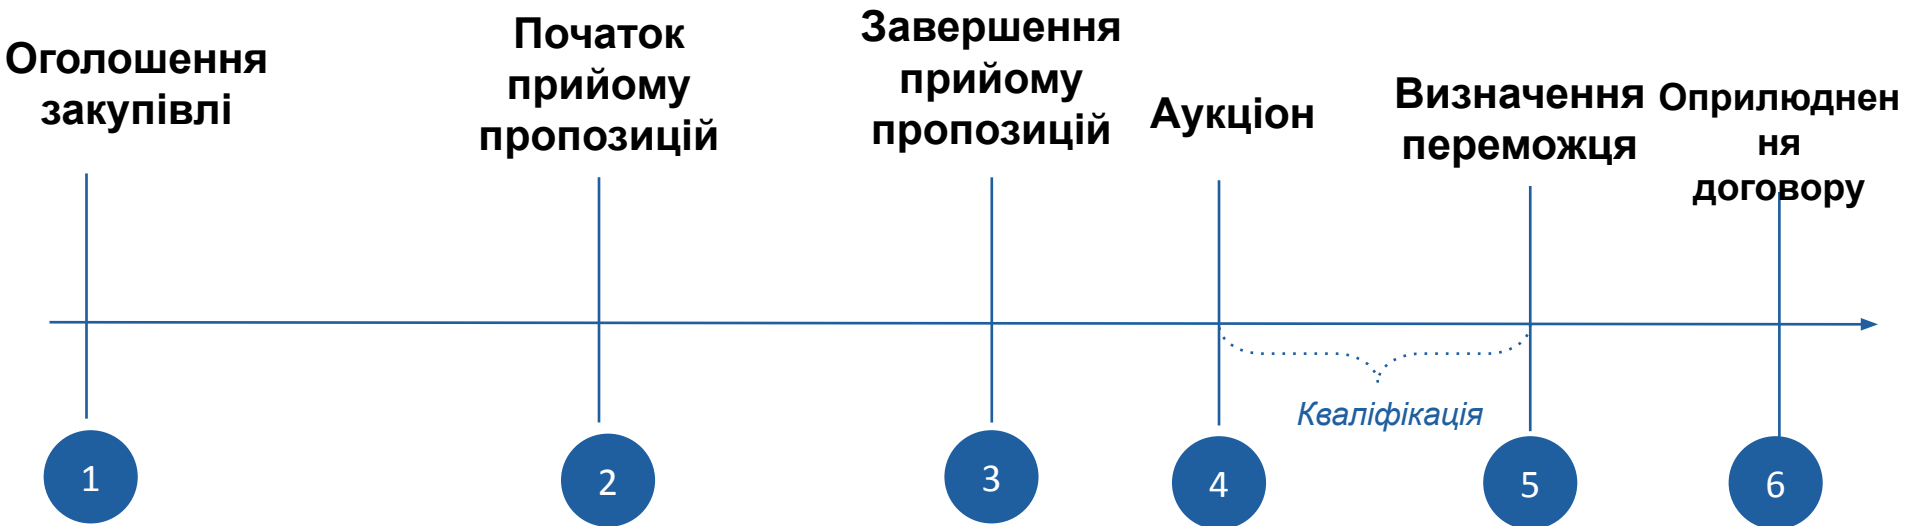 Оголошення
закупівлі
Початок
прийому
пропозицій
Завершення
прийому
пропозицій
Аукціон
Визначення
переможця
Оприлюднен
ня
договору
Кваліфікація
1
2
3
4
5
6